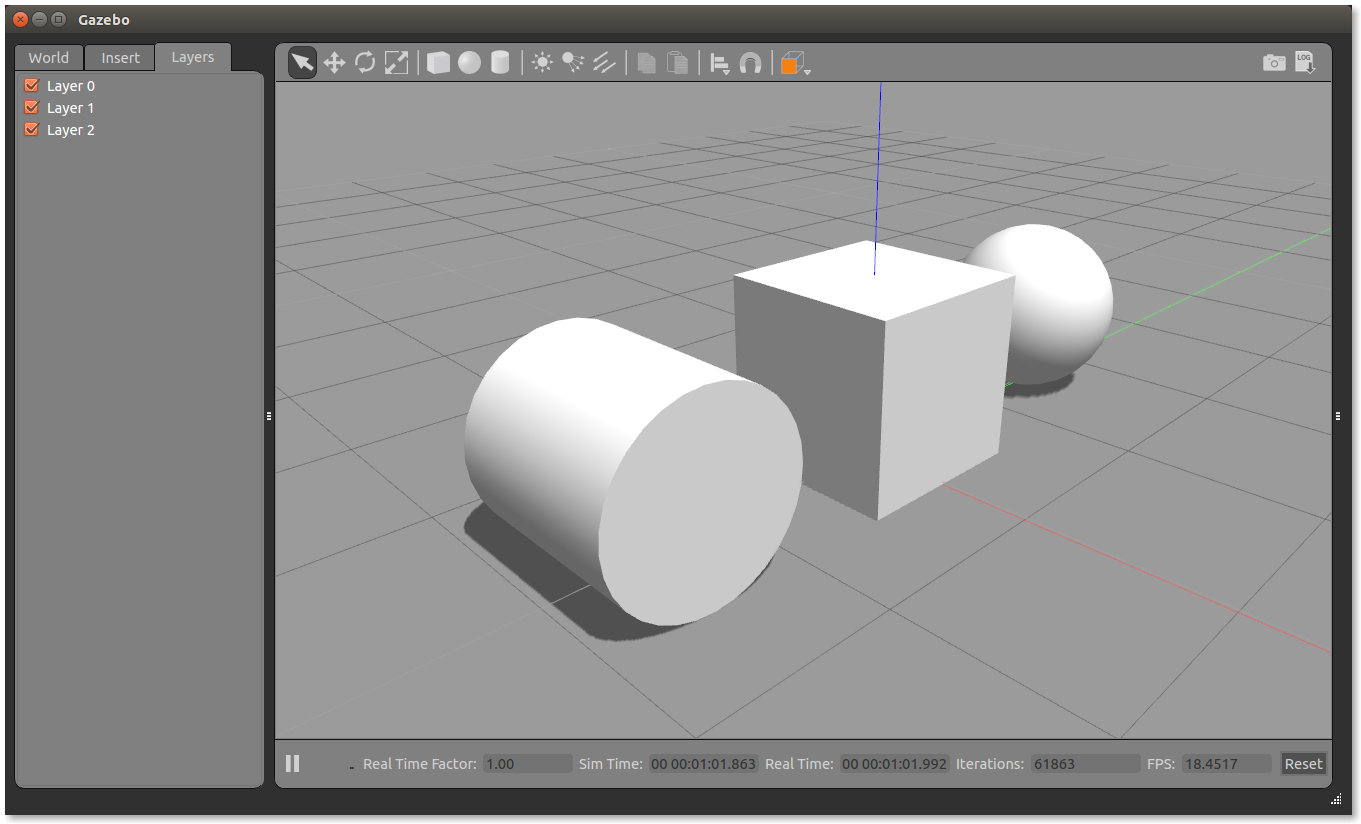 Gazebo
World Insert Layers
LOG
Layer 0
Layer 1
Layer 2
Real Time Factor: 1.00 Sim Time: 00 00:01:01.863 Real Time: 00 00:01:01.992 Iterations: 61863 FPS: 18.4517 Reset